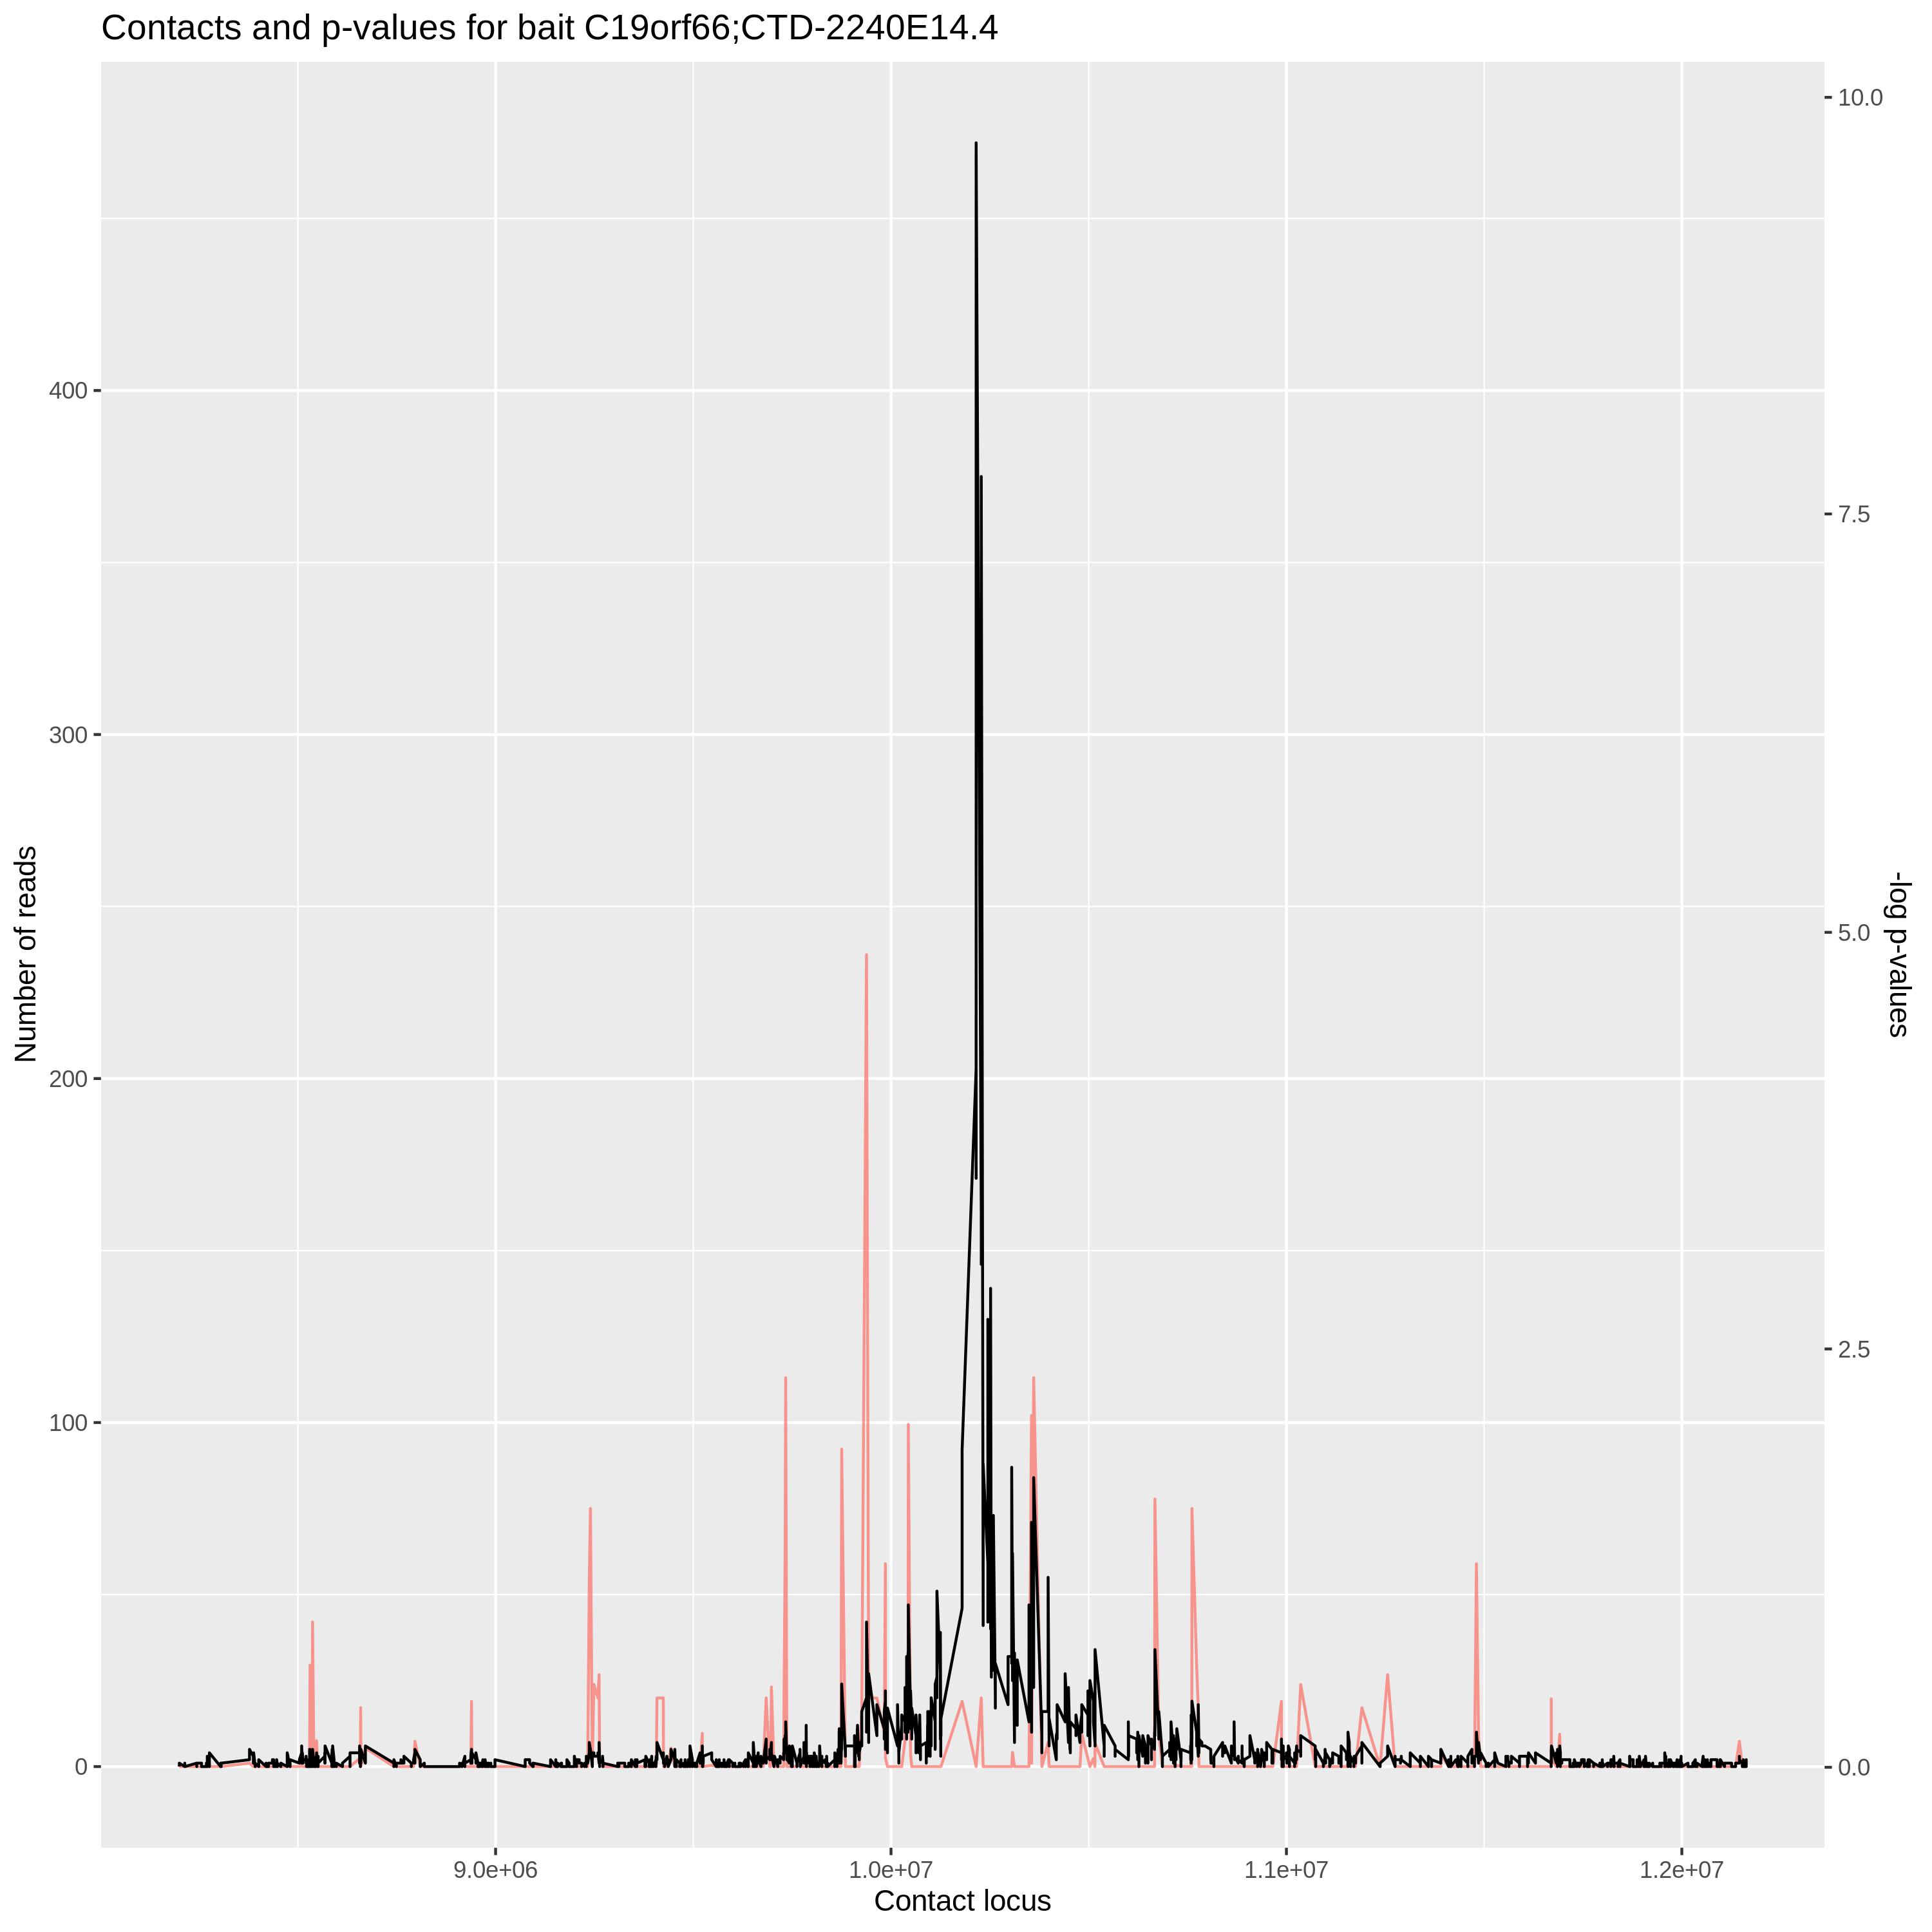 Contacts and p-values for bait C19orf66;CTD-2240E14.4
10.0
7.5
5.0
2.5
0.0
-log p-values
400
300
200
100
0
Number of reads
9.0e+06 1.0e+07 1.1e+07 1.2e+07
Contact locus